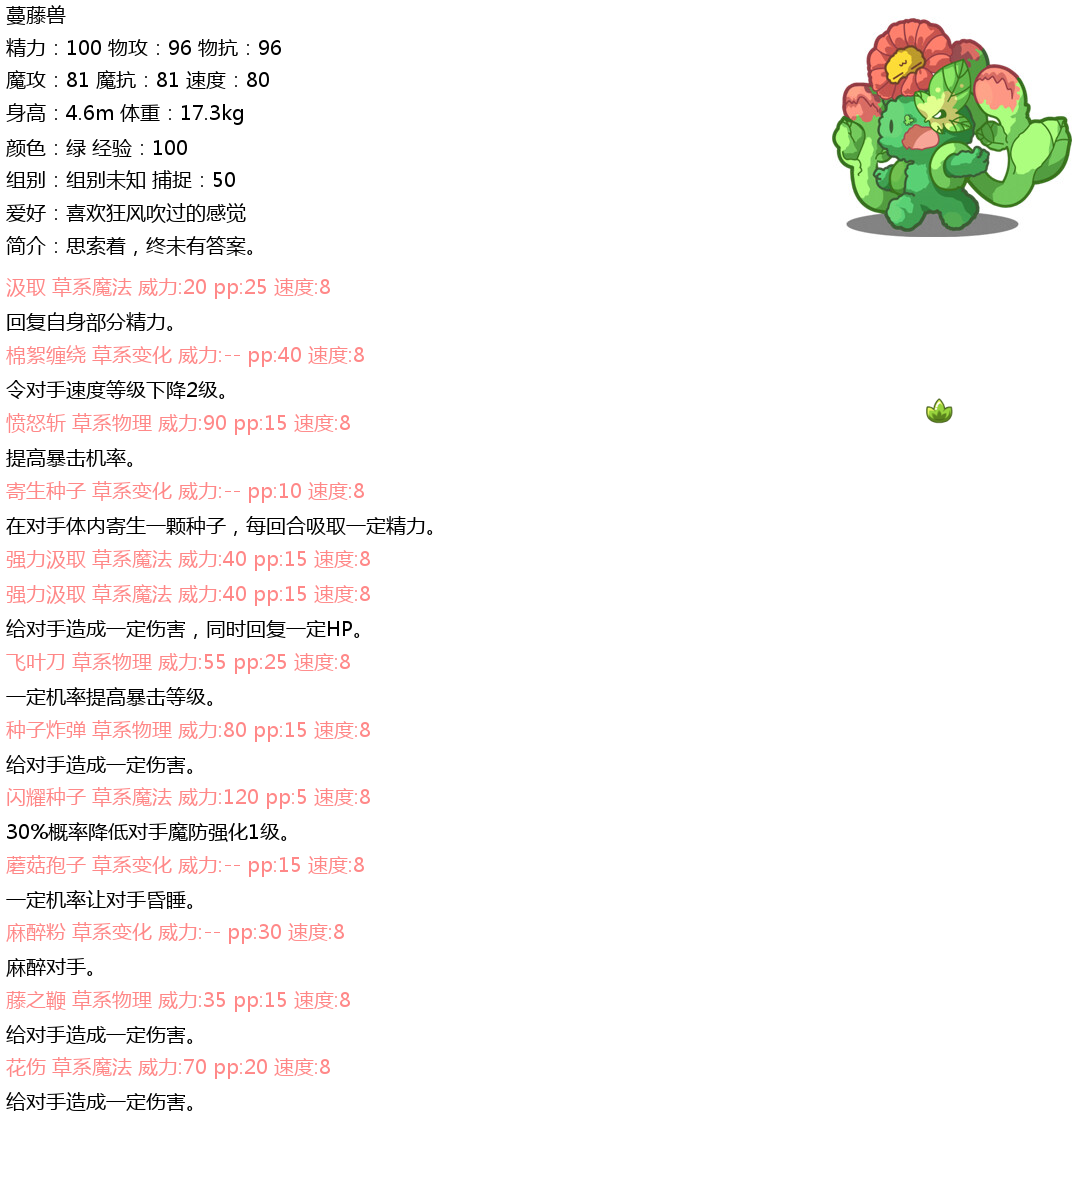 蔓藤兽
精力：100 物攻：96 物抗：96
魔攻：81 魔抗：81 速度：80
身高：4.6m 体重：17.3kg
颜色：绿 经验：100
组别：组别未知 捕捉：50
爱好：喜欢狂风吹过的感觉
简介：思索着，终未有答案。
汲取 草系魔法 威力:20 pp:25 速度:8
回复自身部分精力。
棉絮缠绕 草系变化 威力:-- pp:40 速度:8
令对手速度等级下降2级。
愤怒斩 草系物理 威力:90 pp:15 速度:8
提高暴击机率。
寄生种子 草系变化 威力:-- pp:10 速度:8
在对手体内寄生一颗种子，每回合吸取一定精力。
强力汲取 草系魔法 威力:40 pp:15 速度:8
强力汲取 草系魔法 威力:40 pp:15 速度:8
给对手造成一定伤害，同时回复一定HP。
飞叶刀 草系物理 威力:55 pp:25 速度:8
一定机率提高暴击等级。
种子炸弹 草系物理 威力:80 pp:15 速度:8
给对手造成一定伤害。
闪耀种子 草系魔法 威力:120 pp:5 速度:8
30%概率降低对手魔防强化1级。
蘑菇孢子 草系变化 威力:-- pp:15 速度:8
一定机率让对手昏睡。
麻醉粉 草系变化 威力:-- pp:30 速度:8
麻醉对手。
藤之鞭 草系物理 威力:35 pp:15 速度:8
给对手造成一定伤害。
花伤 草系魔法 威力:70 pp:20 速度:8
给对手造成一定伤害。